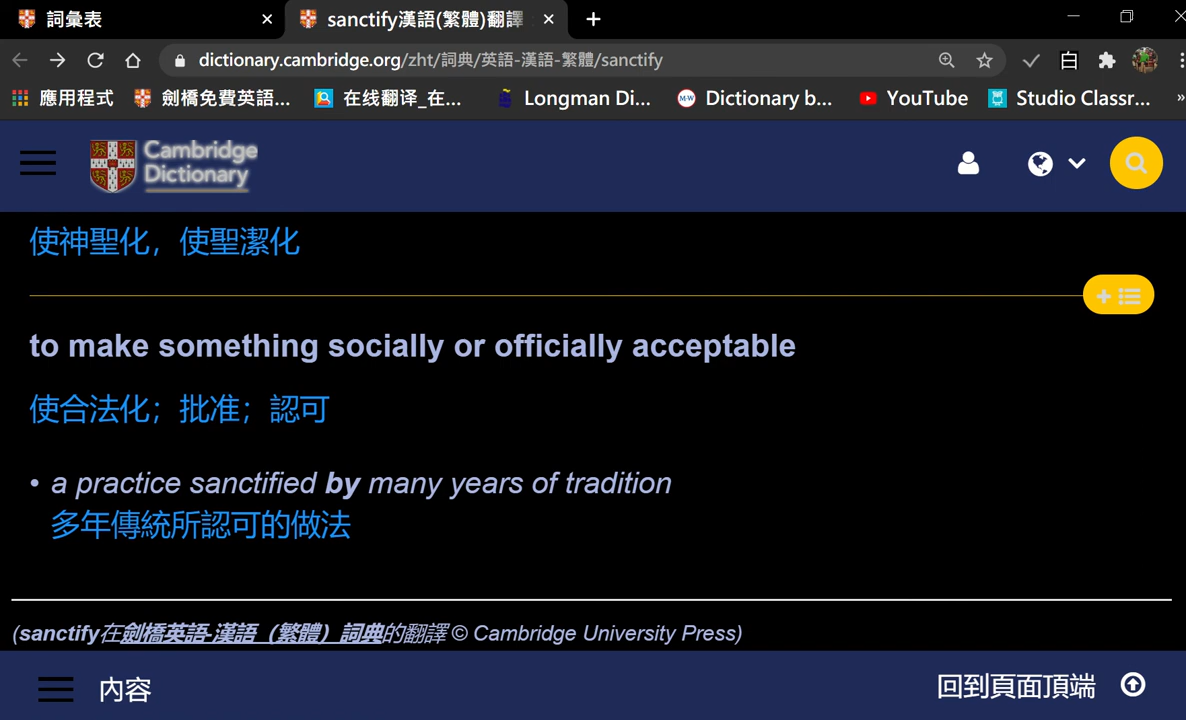 詞彙表
sanctify漢語(繁體)翻譯
dictionary.cambridge.org/zht/詞典/英語-漢語-繁體/sanctify
白
應用程式 劍橋免費英語... 在线翻译_在... Longman Di... M-W Dictionary b... YouTube Studio Classr... »
Cambridge
Dictionary
使神聖化，使聖潔化
to make something socially or officially acceptable
使合法化；批准；認可
• a practice sanctified by many years of tradition
多年傳統所認可的做法
(sanctify在劍橋英語-漢語（繁體）詞典的翻譯 © Cambridge University Press)
內容 回到頁面頂端